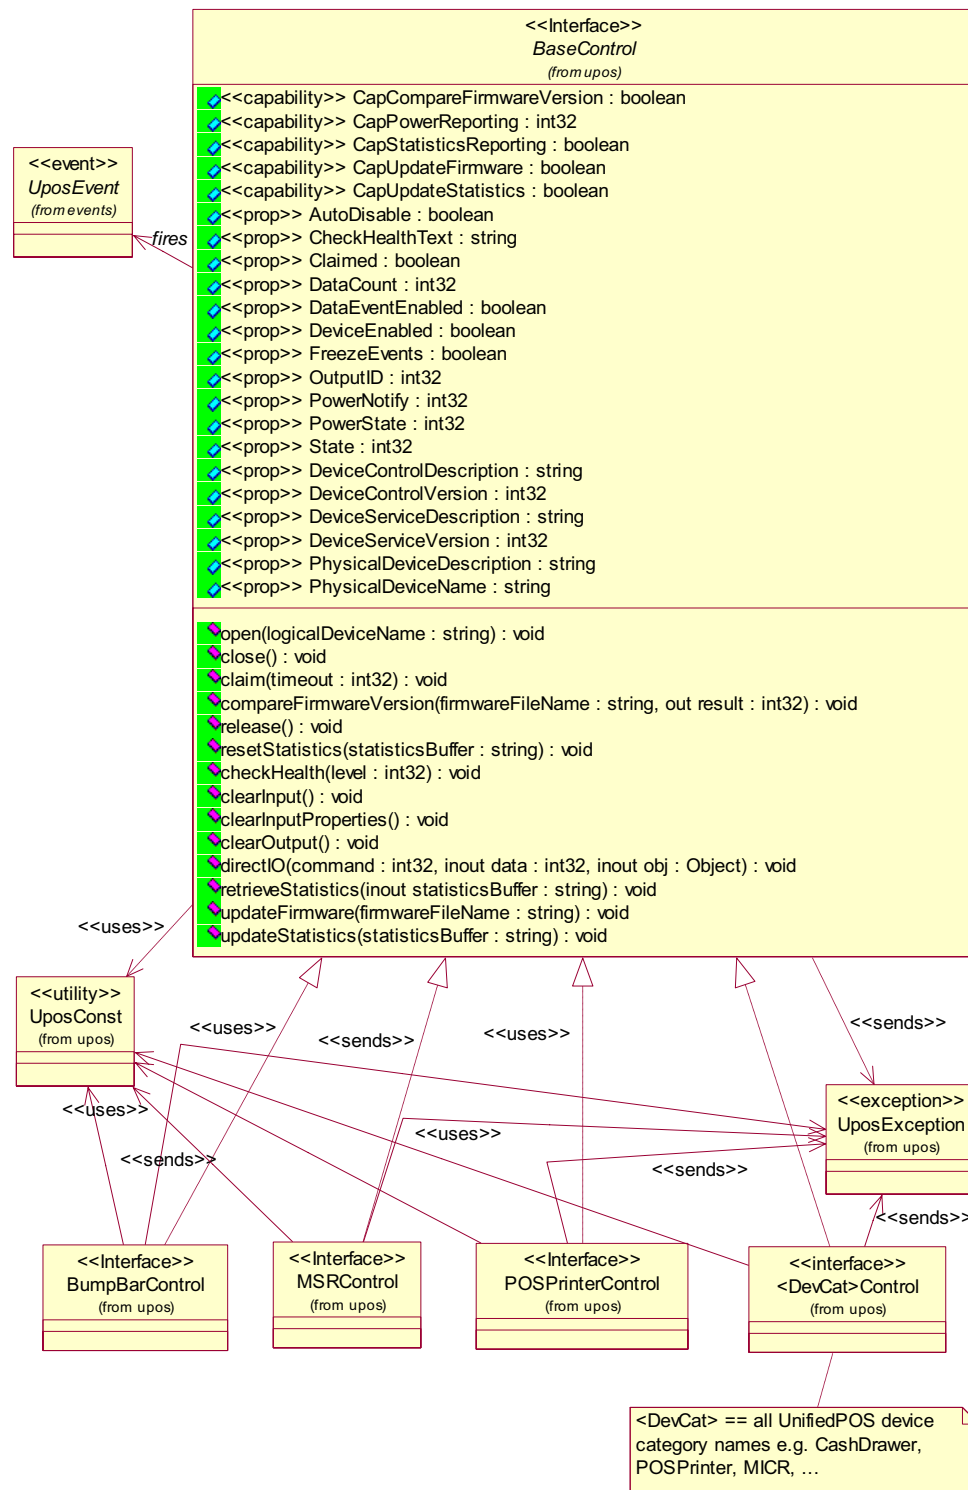 <<Interface>>
BaseControl
(from upos)
<<capability>> CapCompareFirmwareVersion : boolean
<<capability>> CapPowerReporting : int32
<<capability>> CapStatisticsReporting : boolean
<<capability>> CapUpdateFirmware : boolean
<<capability>> CapUpdateStatistics : boolean
<<prop>> AutoDisable : boolean
<<prop>> CheckHealthText : string
<<prop>> Claimed : boolean
<<prop>> DataCount : int32
<<prop>> DataEventEnabled : boolean
<<prop>> DeviceEnabled : boolean
<<prop>> FreezeEvents : boolean
<<prop>> OutputID : int32
<<prop>> PowerNotify : int32
<<prop>> PowerState : int32
<<prop>> State : int32
<<prop>> DeviceControlDescription : string
<<prop>> DeviceControlVersion : int32
<<prop>> DeviceServiceDescription : string
<<prop>> DeviceServiceVersion : int32
<<prop>> PhysicalDeviceDescription : string
<<prop>> PhysicalDeviceName : string
open(logicalDeviceName : string) : void
close() : void
claim(timeout : int32) : void
compareFirmwareVersion(firmwareFileName : string, out result : int32) : void
release() : void
resetStatistics(statisticsBuffer : string) : void
checkHealth(level : int32) : void
clearInput() : void
clearInputProperties() : void
clearOutput() : void
directIO(command : int32, inout data : int32, inout obj : Object) : void
retrieveStatistics(inout statisticsBuffer : string) : void
updateFirmware(firmwareFileName : string) : void
updateStatistics(statisticsBuffer : string) : void
<<event>>
UposEvent
(from events)
fires
<<uses>>
<<utility>>
UposConst
(from upos)
<<uses>>
<<sends>>
<<uses>>
<<sends>>
<<exception>>
UposException
(from upos)
<<uses>>
<<uses>>
<<sends>>
<<sends>>
<<sends>>
<<Interface>>
BumpBarControl
(from upos)
<<Interface>>
MSRControl
(from upos)
<<Interface>>
POSPrinterControl
(from upos)
<<interface>>
<DevCat>Control
(from upos)
<DevCat> == all UnifiedPOS device
category names e.g. CashDrawer,
POSPrinter, MICR, ...